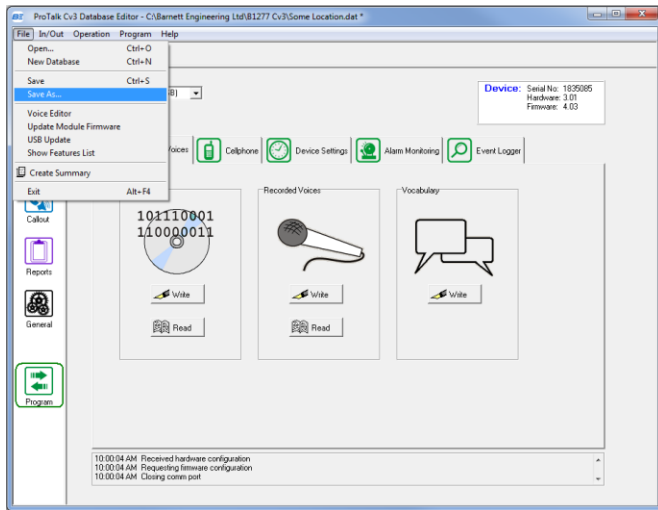 BEI ProTalk Cv3 Database Editor - C:\Barnett Engineering Ltd\B1277 Cv3\Some Location.dat *
File In/Out Operation Program Help
Open... Ctrl+O
New Database Ctrl+N
Save Ctrl+S
Save As...
Voice Editor
Update Module Firmware
USB Update
Show Features List
Create Summary
Exit Alt+F4
Device: Serial No: 1835085
Hardware: 3.01
Firmware: 4.03
Voices Cellphone Device Settings Alarm Monitoring Event Logger
Recorded Voices Vocabulary
101110001
110000011
Write Write Write
Read Read
Callout
Reports
General
Program
10:00:04 AM Received hardware configuration
10:00:04 AM Requesting firmware configuration
10:00:04 AM Closing comm port